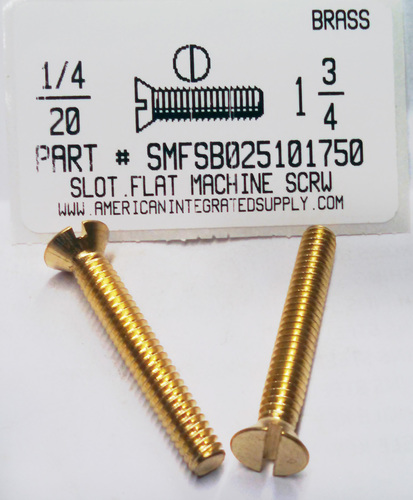 BRASS
1/4
20
1 3/4
PART # SMFSB025101750
SLOT.FLAT MACHINE SCRW
WWW.AMERICANINTEGRATEDSUPPLY.COM